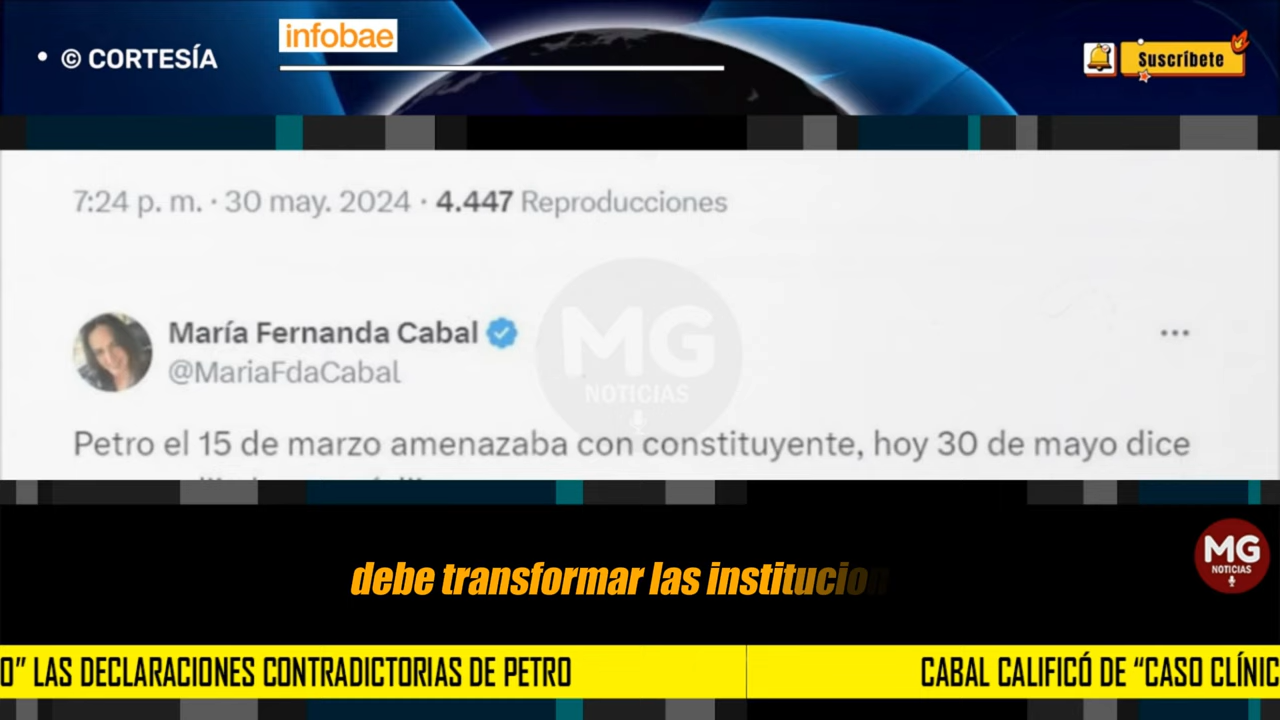 © CORTESÍA
infobae
Suscríbete
7:24 p. m. · 30 may. 2024 · 4.447 Reproducciones
María Fernanda Cabal
@MariaFdaCabal
Petro el 15 de marzo amenazaba con constituyente, hoy 30 de mayo dice
MG
NOTICIAS
debe transformar las institucion
MG
NOTICIAS
O” LAS DECLARACIONES CONTRADICTORIAS DE PETRO
CABAL CALIFICÓ DE “CASO CLÍNIC